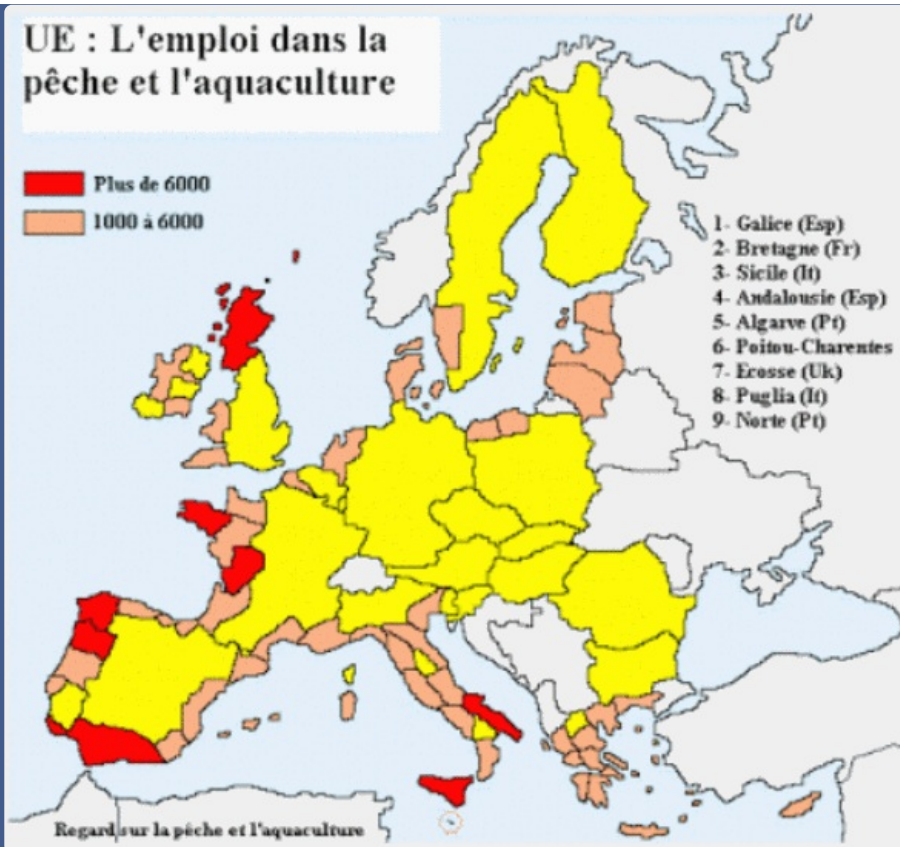 UE : L'emploi dans la
pêche et l'aquaculture
Plus de 6000
1000 à 6000
1- Galice (Esp)
2- Bretagne (Fr)
3- Sicile (It)
4- Andalousie (Esp)
5- Algarve (Pt)
6- Poitou-Charentes
7- Ecosse (Uk)
8- Puglia (It)
9- Norte (Pt)
Regard sur la pêche et l'aquaculture